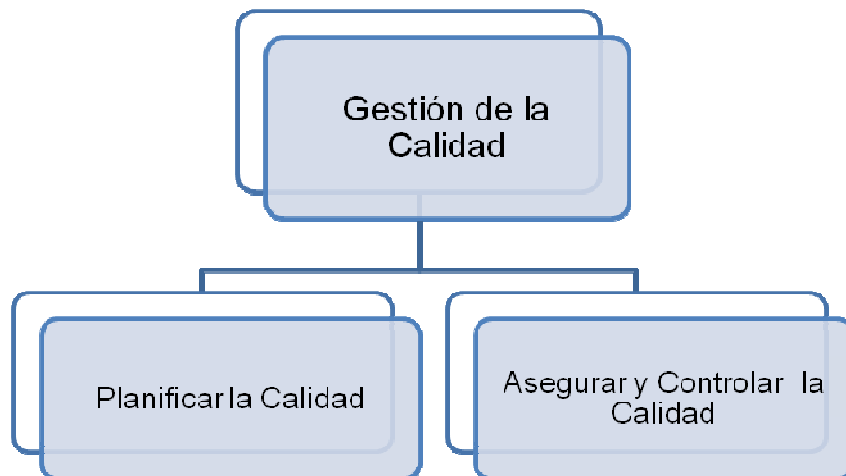 Gestión de la
Calidad
Planificar la Calidad
Asegurar y Controlar la
Calidad